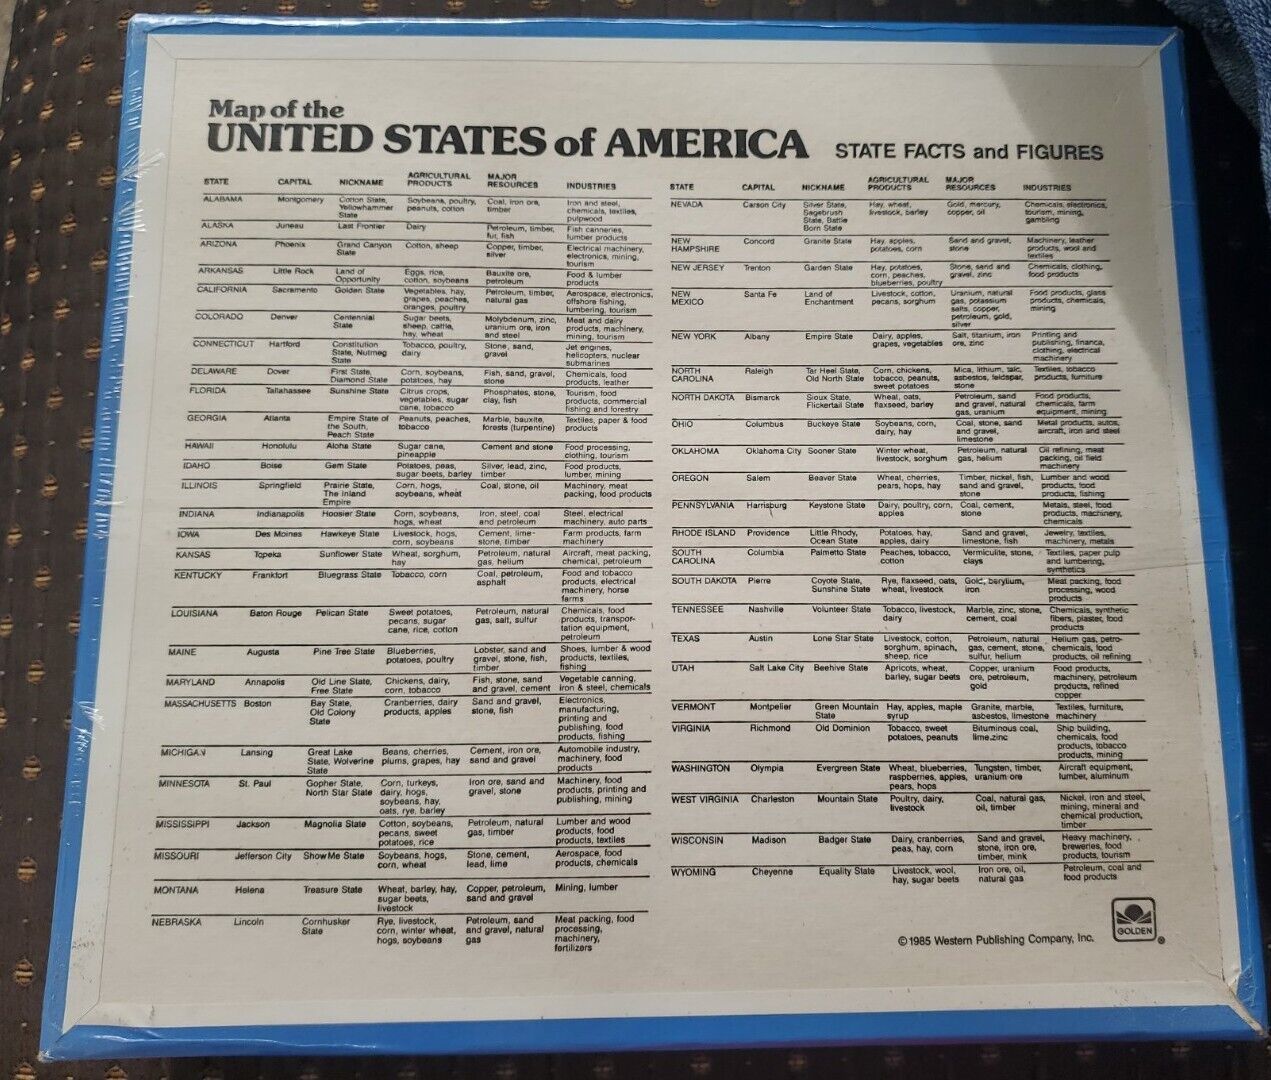 Map of the
UNITED STATES of AMERICA STATE FACTS and FIGURES
STATE CAPITAL NICKNAME AGRICULTURAL PRODUCTS MAJOR RESOURCES INDUSTRIES
ALABAMA Montgomery Cotton State, Yellowhammer State Soybeans, poultry, peanuts, cotton Coal, iron ore, timber Iron and steel, chemicals, textiles, pulpwood
ALASKA Juneau Last Frontier Dairy Petroleum, timber, fur, fish Fish canneries, lumber products
ARIZONA Phoenix Grand Canyon State Cotton, sheep Copper, timber, silver Electrical machinery, electronics, mining, tourism
ARKANSAS Little Rock Land of Opportunity Eggs, rice, cotton, soybeans Bauxite ore, petroleum Food & lumber products
CALIFORNIA Sacramento Golden State Vegetables, hay, grapes, peaches, oranges, poultry Petroleum, timber, natural gas Aerospace, electronics, offshore fishing, lumbering, tourism
COLORADO Denver Centennial State Sugar beets, sheep, cattle, hay, wheat Molybdenum, zinc, uranium ore, iron and steel Meat and dairy products, machinery, mining, tourism
CONNECTICUT Hartford Constitution State, Nutmeg State Tobacco, poultry, dairy Stone, sand, gravel Jet engines, helicopters, nuclear submarines
DELAWARE Dover First State, Diamond State Corn, soybeans, potatoes, hay Fish, sand, gravel, stone Chemicals, food products, leather
FLORIDA Tallahassee Sunshine State Citrus crops, vegetables, sugar cane, tobacco Phosphates, stone, clay, fish Tourism, food products, commercial fishing and forestry
GEORGIA Atlanta Empire State of the South, Peach State Peanuts, peaches, tobacco Marble, bauxite, forests (turpentine) Textiles, paper & food products
HAWAII Honolulu Aloha State Sugar cane, pineapple Cement and stone Food processing, clothing, tourism
IDAHO Boise Gem State Potatoes, peas, sugar beets, barley Silver, lead, zinc, timber Food products, lumber, mining
ILLINOIS Springfield Prairie State, The Inland Empire Corn, hogs, soybeans, wheat Coal, stone, oil Machinery, meat packing, food products
INDIANA Indianapolis Hoosier State Corn, soybeans, hogs, wheat Iron, steel, coal and petroleum Steel, electrical machinery, auto parts
IOWA Des Moines Hawkeye State Livestock, hogs, corn, soybeans Cement, lime-stone, timber Farm products, farm machinery
KANSAS Topeka Sunflower State Wheat, sorghum, hay Petroleum, natural gas, helium Aircraft, meat packing, chemical, petroleum
KENTUCKY Frankfort Bluegrass State Tobacco, corn Coal, petroleum, asphalt Food and tobacco products, electrical machinery, horse farms
LOUISIANA Baton Rouge Pelican State Sweet potatoes, pecans, sugar cane, rice, cotton Petroleum, natural gas, salt, sulfur Chemicals, food products, transpor-tation equipment, petroleum
MAINE Augusta Pine Tree State Blueberries, potatoes, poultry Lobster, sand and gravel, stone, fish, timber Shoes, lumber & wood products, textiles, fishing
MARYLAND Annapolis Old Line State, Free State Chickens, dairy, corn, tobacco Fish, stone, sand and gravel, cement Vegetable canning, iron & steel, chemicals
MASSACHUSETTS Boston Bay State, Old Colony State Cranberries, dairy products, apples Sand and gravel, stone, fish Electronics, manufacturing, printing and publishing, food products, fishing
MICHIGAN Lansing Great Lake State, Wolverine State Beans, cherries, plums, grapes, hay Cement, iron ore, sand and gravel Automobile industry, machinery, food products
MINNESOTA St. Paul Gopher State, North Star State Corn, turkeys, dairy, hogs, soybeans, hay, oats, rye, barley Iron ore, sand and gravel, stone Machinery, food products, printing and publishing, mining
MISSISSIPPI Jackson Magnolia State Cotton, soybeans, pecans, sweet potatoes, rice Petroleum, natural gas, timber Lumber and wood products, food products, textiles
MISSOURI Jefferson City Show Me State Soybeans, hogs, corn, wheat Stone, cement, lead, lime Aerospace, food products, chemicals
MONTANA Helena Treasure State Wheat, barley, hay, sugar beets, livestock Copper, petroleum, sand and gravel Mining, lumber
NEBRASKA Lincoln Cornhusker State Rye, livestock, corn, winter wheat, hogs, soybeans Petroleum, sand and gravel, natural gas Meat packing, food processing, machinery, fertilizers
STATE CAPITAL NICKNAME AGRICULTURAL PRODUCTS MAJOR RESOURCES INDUSTRIES
NEVADA Carson City Silver State, Sagebrush State, Battle Born State Hay, wheat, livestock, barley Gold, mercury, copper, oil Chemicals, electronics, tourism, mining, gambling
NEW HAMPSHIRE Concord Granite State Hay, apples, potatoes, corn Sand and gravel, stone Machinery, leather products, wool and textiles
NEW JERSEY Trenton Garden State Hay, potatoes, corn, peaches, blueberries, poultry Stone, sand and gravel, zinc Chemicals, clothing, food products
NEW MEXICO Santa Fe Land of Enchantment Livestock, cotton, pecans, sorghum Uranium, natural gas, potassium salts, copper, petroleum, gold, silver Food products, glass products, chemicals, mining
NEW YORK Albany Empire State Dairy, apples, grapes, vegetables Salt, titanium, iron ore, zinc Printing and publishing, finance, clothing, electrical machinery
NORTH CAROLINA Raleigh Tar Heel State, Old North State Corn, chickens, tobacco, peanuts, sweet potatoes Mica, lithium, talc, asbestos, feldspar, stone Textiles, tobacco products, furniture
NORTH DAKOTA Bismarck Sioux State, Flickertail State Wheat, oats, flaxseed, barley Petroleum, sand and gravel, natural gas, uranium Food products, chemicals, farm equipment, mining
OHIO Columbus Buckeye State Soybeans, corn, dairy, hay Coal, stone, sand and gravel, limestone Metal products, autos, aircraft, iron and steel
OKLAHOMA Oklahoma City Sooner State Winter wheat, livestock, sorghum Petroleum, natural gas, helium Oil refining, meat packing, oil field machinery
OREGON Salem Beaver State Wheat, cherries, pears, hops, hay Timber, nickel, fish, sand and gravel, stone Lumber and wood products, food products, fishing
PENNSYLVANIA Harrisburg Keystone State Dairy, poultry, corn, apples Coal, cement, stone Metals, steel, food products, machinery, chemicals
RHODE ISLAND Providence Little Rhody, Ocean State Potatoes, hay, apples, dairy Sand and gravel, limestone, fish Jewelry, textiles, machinery, metals
SOUTH CAROLINA Columbia Palmetto State Peaches, tobacco, cotton Vermiculite, stone, clays Textiles, paper pulp and lumbering, synthetics
SOUTH DAKOTA Pierre Coyote State, Sunshine State Rye, flaxseed, oats, wheat, livestock Gold, berylium, iron Meat packing, food processing, wood products
TENNESSEE Nashville Volunteer State Tobacco, livestock, dairy Marble, zinc, stone, cement, coal Chemicals, synthetic fibers, plaster, food products
TEXAS Austin Lone Star State Livestock, cotton, sorghum, spinach, sheep, rice Petroleum, natural gas, cement, stone, sulfur, helium Helium gas, petro-chemicals, food products, oil refining
UTAH Salt Lake City Beehive State Apricots, wheat, barley, sugar beets Copper, uranium ore, petroleum, gold Food products, machinery, petroleum products, refined copper
VERMONT Montpelier Green Mountain State Hay, apples, maple syrup Granite, marble, asbestos, limestone Textiles, furniture, machinery
VIRGINIA Richmond Old Dominion Tobacco, sweet potatoes, peanuts Bituminous coal, lime,zinc Ship building, chemicals, food products, tobacco products, mining
WASHINGTON Olympia Evergreen State Wheat, blueberries, raspberries, apples, pears, hops Tungsten, timber, uranium ore Aircraft equipment, lumber, aluminum
WEST VIRGINIA Charleston Mountain State Poultry, dairy, livestock Coal, natural gas, oil, timber Nickel, iron and steel, mining, mineral and chemical production, timber
WISCONSIN Madison Badger State Dairy, cranberries, peas, hay, corn Sand and gravel, stone, iron ore, timber, mink Heavy machinery, breweries, food products, tourism
WYOMING Cheyenne Equality State Livestock, wool, hay, sugar beets Iron ore, oil, natural gas Petroleum, coal and food products
©1985 Western Publishing Company, Inc. GOLDEN ®